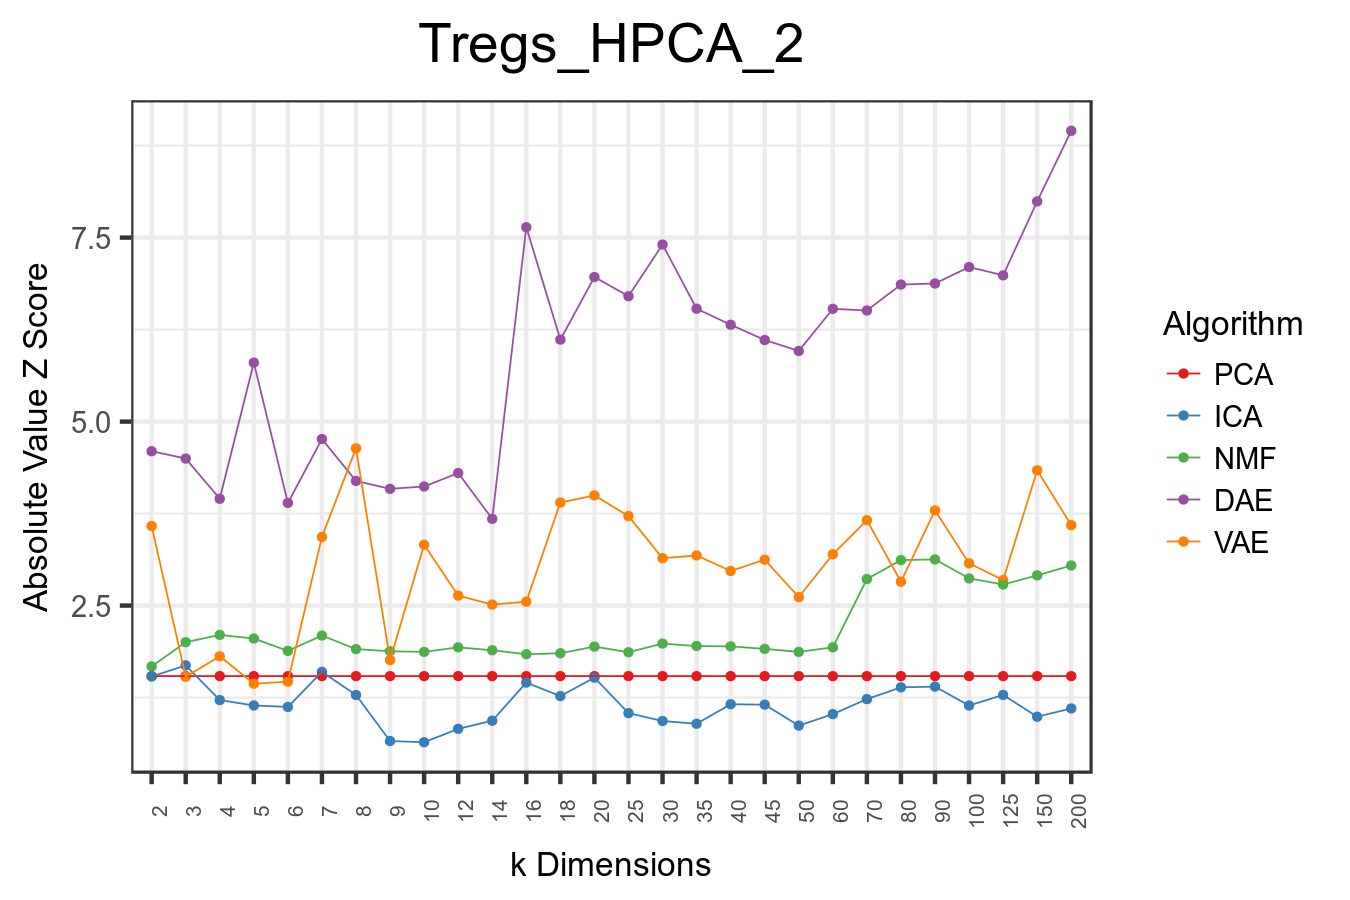 Tregs_HPCA_2
Absolute Value Z Score
7.5
5.0
2.5
2 3 4 5 6 7 8 9 10 12 14 16 18 20 25 30 35 40 45 50 60 70 80 90 100 125 150 200
k Dimensions
Algorithm
PCA
ICA
NMF
DAE
VAE